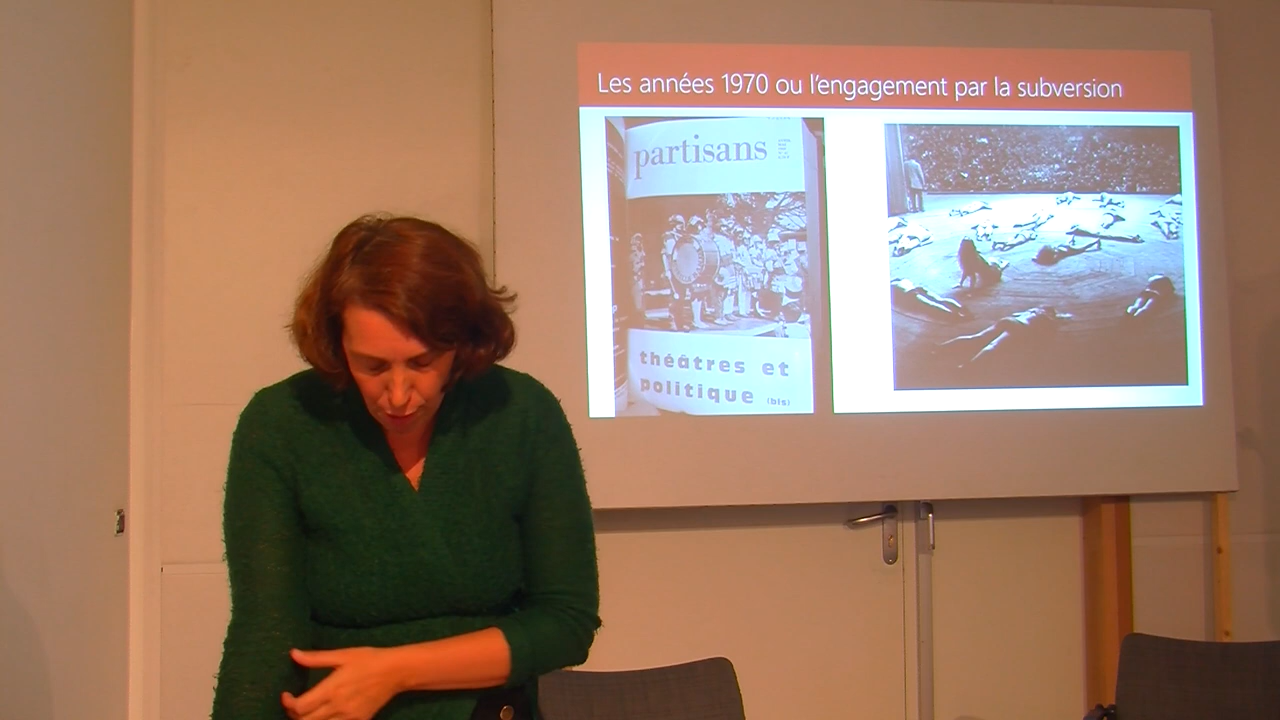 Les années 1970 ou l'engagement par la subversion
partisans
théâtres et
politique (bis)